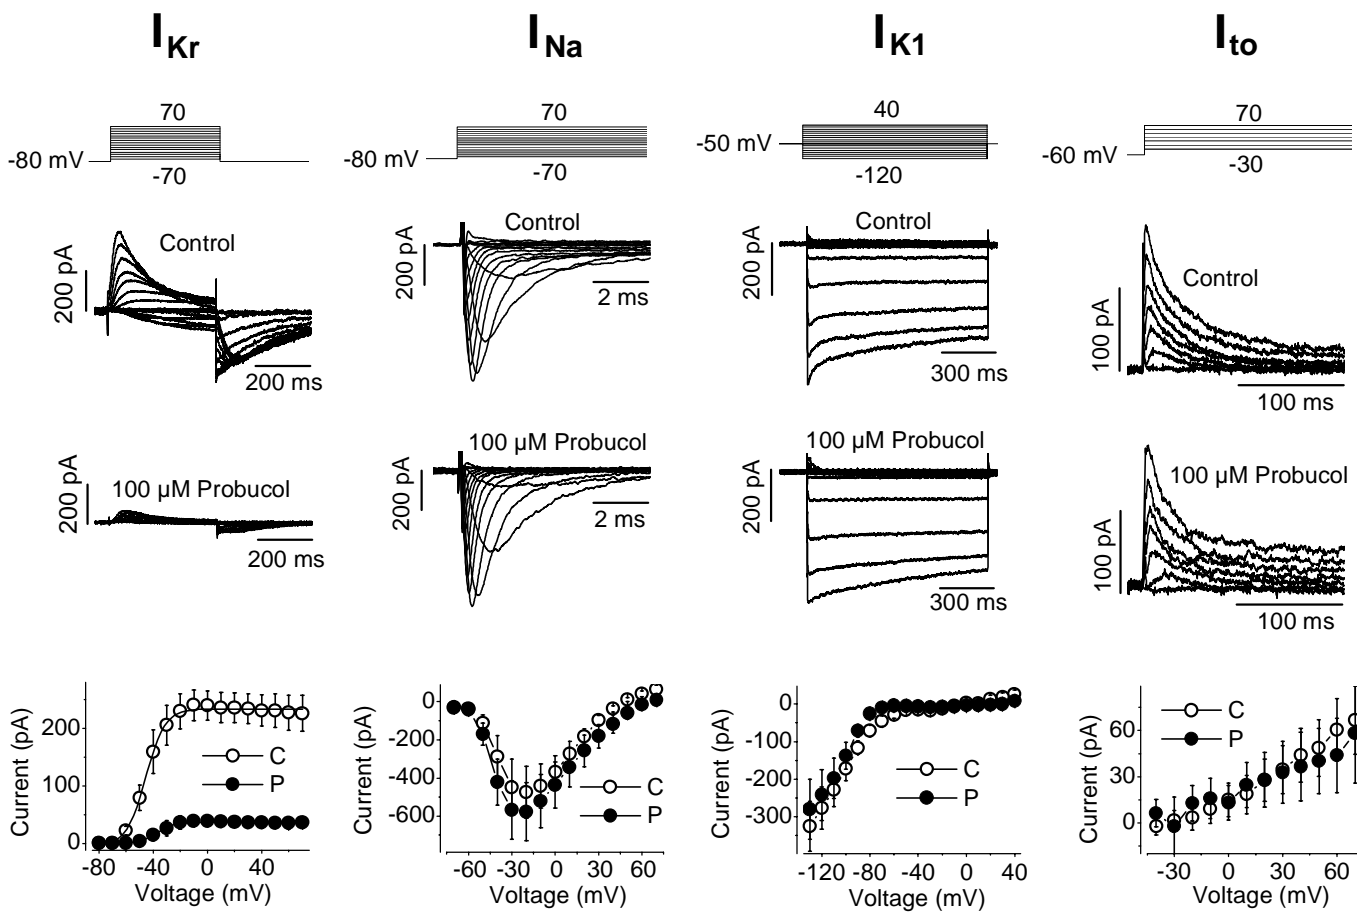 I Kr
I Na
I K1
I to
70
-80 mV
-70
70
-80 mV
-70
40
-50 mV
-120
70
-60 mV
-30
Control
200 pA
200 ms
Control
200 pA
2 ms
Control
200 pA
300 ms
Control
100 pA
100 ms
100 µM Probucol
200 pA
200 ms
100 µM Probucol
200 pA
2 ms
100 µM Probucol
200 pA
300 ms
100 µM Probucol
100 pA
100 ms
Current (pA)
200
100
0
C
P
-80 -40 0 40
Voltage (mV)
Current (pA)
0
-200
-400
-600
C
P
-60 -30 0 30 60
Voltage (mV)
Current (pA)
0
-100
-200
-300
C
P
-120 -80 -40 0 40
Voltage (mV)
Current (pA)
60
30
0
C
P
-30 0 30 60
Voltage (mV)